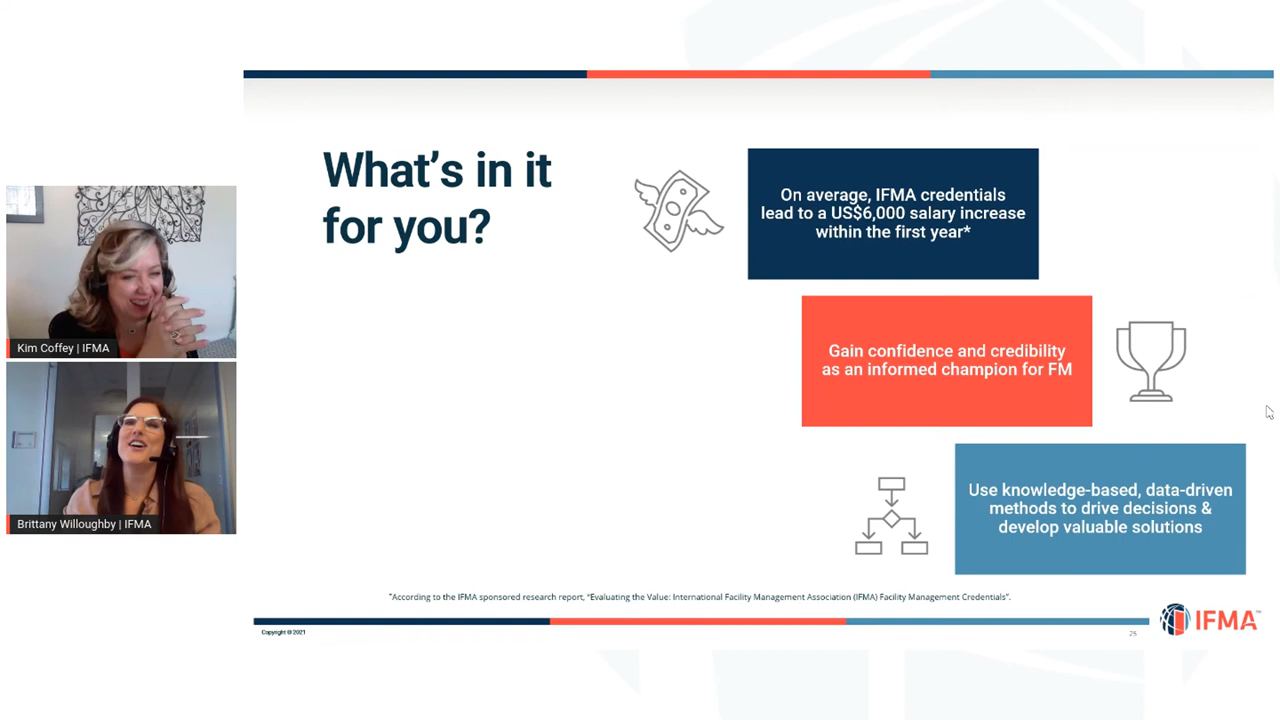 What's in it
for you?
On average, IFMA credentials
lead to a US$6,000 salary increase
within the first year*
Gain confidence and credibility
as an informed champion for FM
Use knowledge-based, data-driven
methods to drive decisions &
develop valuable solutions
Kim Coffey | IFMA
Brittany Willoughby | IFMA
*According to the IFMA sponsored research report, "Evaluating the Value: International Facility Management Association (IFMA) Facility Management Credentials".
Copyright © 2021
25
IFMA™